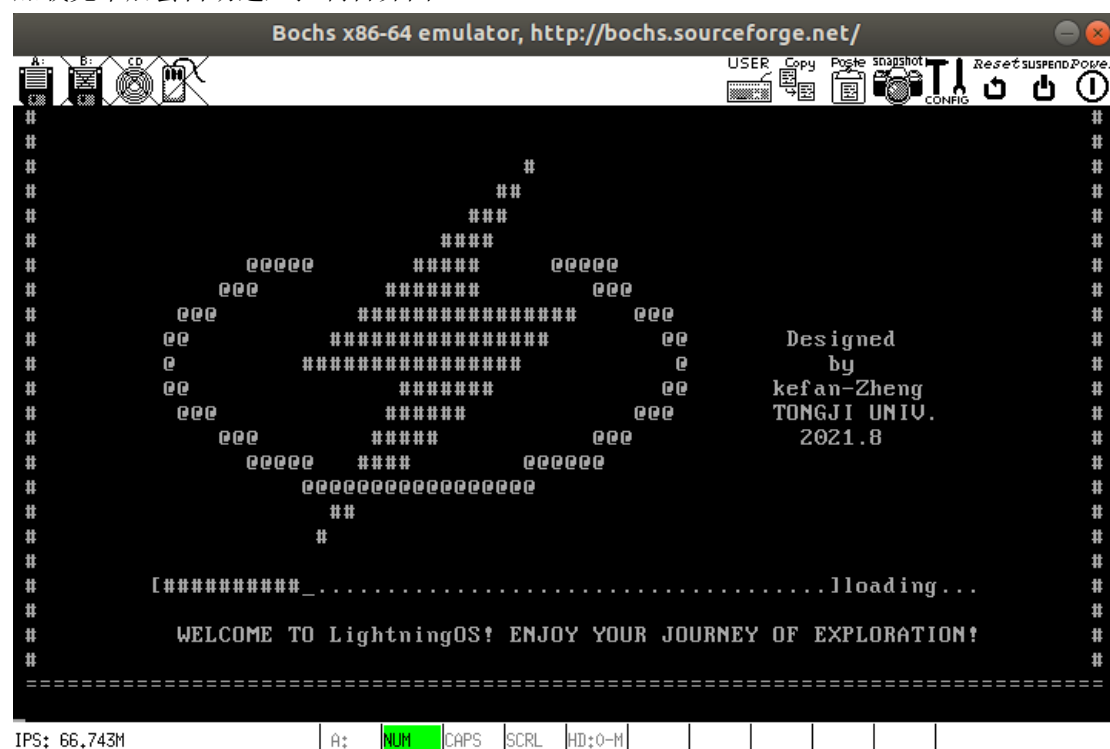 Bochs x86-64 emulator, http://bochs.sourceforge.net/
A: B: CD USER Copy Paste snapshot CONFIG Reset SUSPEND Power
# #
# #
# # #
# ## #
# ### #
# #### #
# @@@@@ ##### @@@@@ #
# @@@ ####### @@@ #
# @@@ ################ @@@ #
# @@ ################ @@ Designed #
# @ ################ @ by #
# @@ ####### @@ kefan-Zheng #
# @@@ ###### @@@ TONGJI UNIV. #
# @@@ ##### @@@ 2021.8 #
# @@@@@ #### @@@@@@ #
# @@@@@@@@@@@@@@@@@ #
# ## #
# # #
# #
# [##########_.....................................]loading... #
# #
# WELCOME TO LightningOS! ENJOY YOUR JOURNEY OF EXPLORATION! #
# #
==============================================================================
IPS: 66.743M A: NUM CAPS SCRL HD:0-M